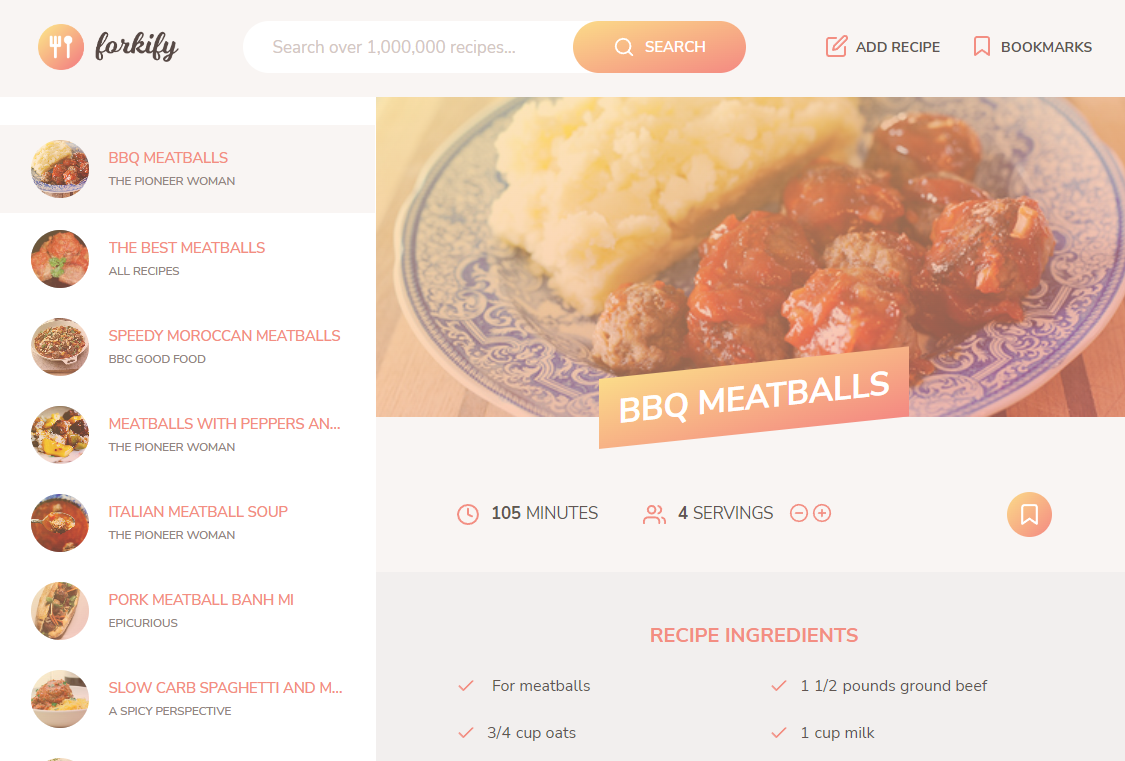 forkify
Search over 1,000,000 recipes...
SEARCH
ADD RECIPE
BOOKMARKS
BBQ MEATBALLS
THE PIONEER WOMAN
THE BEST MEATBALLS
ALL RECIPES
SPEEDY MOROCCAN MEATBALLS
BBC GOOD FOOD
MEATBALLS WITH PEPPERS AN...
THE PIONEER WOMAN
ITALIAN MEATBALL SOUP
THE PIONEER WOMAN
PORK MEATBALL BANH MI
EPICURIOUS
SLOW CARB SPAGHETTI AND M...
A SPICY PERSPECTIVE
BBQ MEATBALLS
105 MINUTES
4 SERVINGS
RECIPE INGREDIENTS
For meatballs
1 1/2 pounds ground beef
3/4 cup oats
1 cup milk